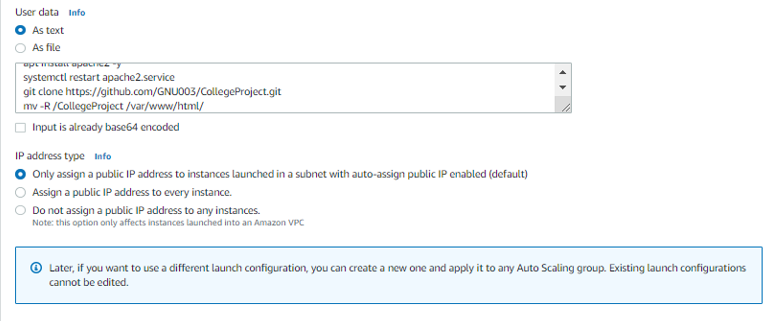 User data Info
As text
As file
apt install apache2 -y
systemctl restart apache2.service
git clone https://github.com/GNU003/CollegeProject.git
mv -R /CollegeProject /var/www/html/
Input is already base64 encoded
IP address type Info
Only assign a public IP address to instances launched in a subnet with auto-assign public IP enabled (default)
Assign a public IP address to every instance.
Do not assign a public IP address to any instances.
Note: this option only affects instances launched into an Amazon VPC
Later, if you want to use a different launch configuration, you can create a new one and apply it to any Auto Scaling group. Existing launch configurations
cannot be edited.